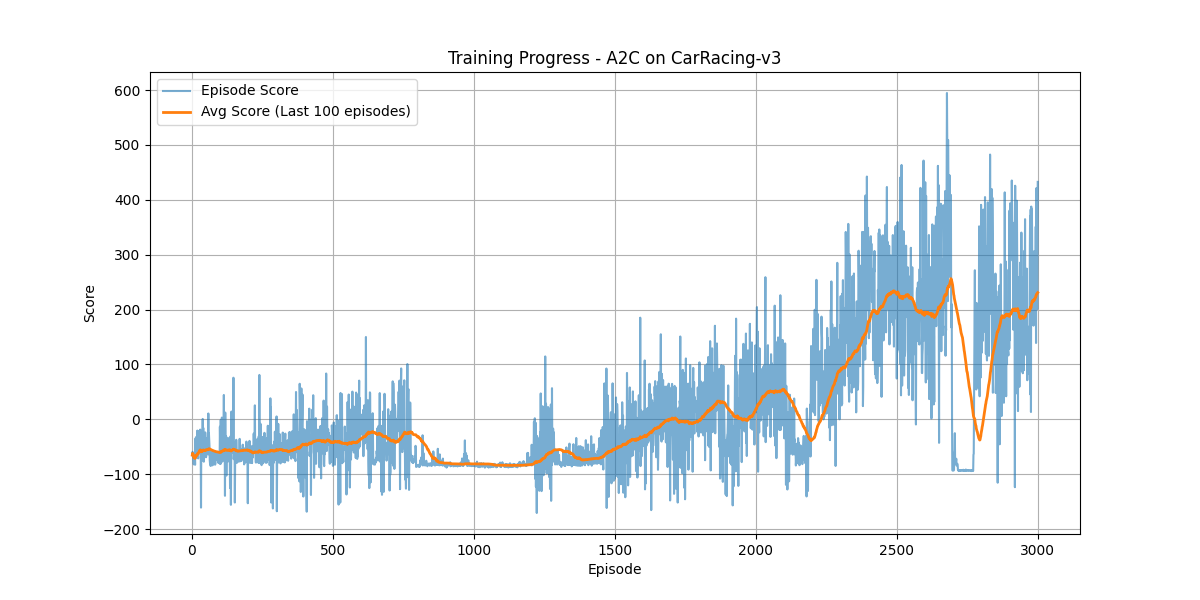 Training Progress - A2C on CarRacing-v3
Episode Score
Avg Score (Last 100 episodes)
600
500
400
300
200
100
0
−100
−200
Score
0 500 1000 1500 2000 2500 3000
Episode